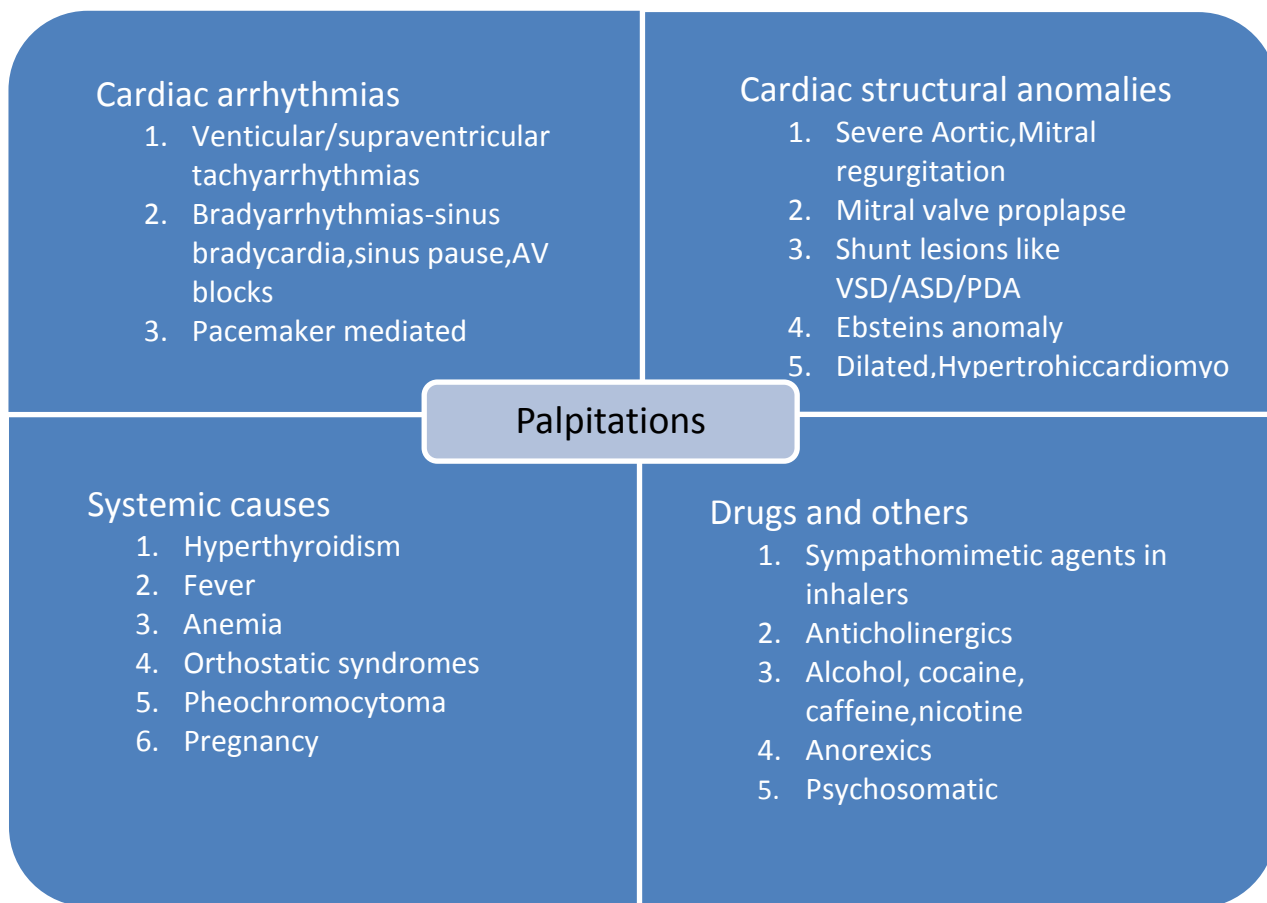 Cardiac arrhythmias
1. Venticular/supraventricular
tachyarrhythmias
2. Bradyarrhythmias-sinus
bradycardia,sinus pause,AV
blocks
3. Pacemaker mediated
Cardiac structural anomalies
1. Severe Aortic,Mitral
regurgitation
2. Mitral valve proplapse
3. Shunt lesions like
VSD/ASD/PDA
4. Ebsteins anomaly
5. Dilated,Hypertrohiccardiomyo
Palpitations
Systemic causes
1. Hyperthyroidism
2. Fever
3. Anemia
4. Orthostatic syndromes
5. Pheochromocytoma
6. Pregnancy
Drugs and others
1. Sympathomimetic agents in
inhalers
2. Anticholinergics
3. Alcohol, cocaine,
caffeine,nicotine
4. Anorexics
5. Psychosomatic